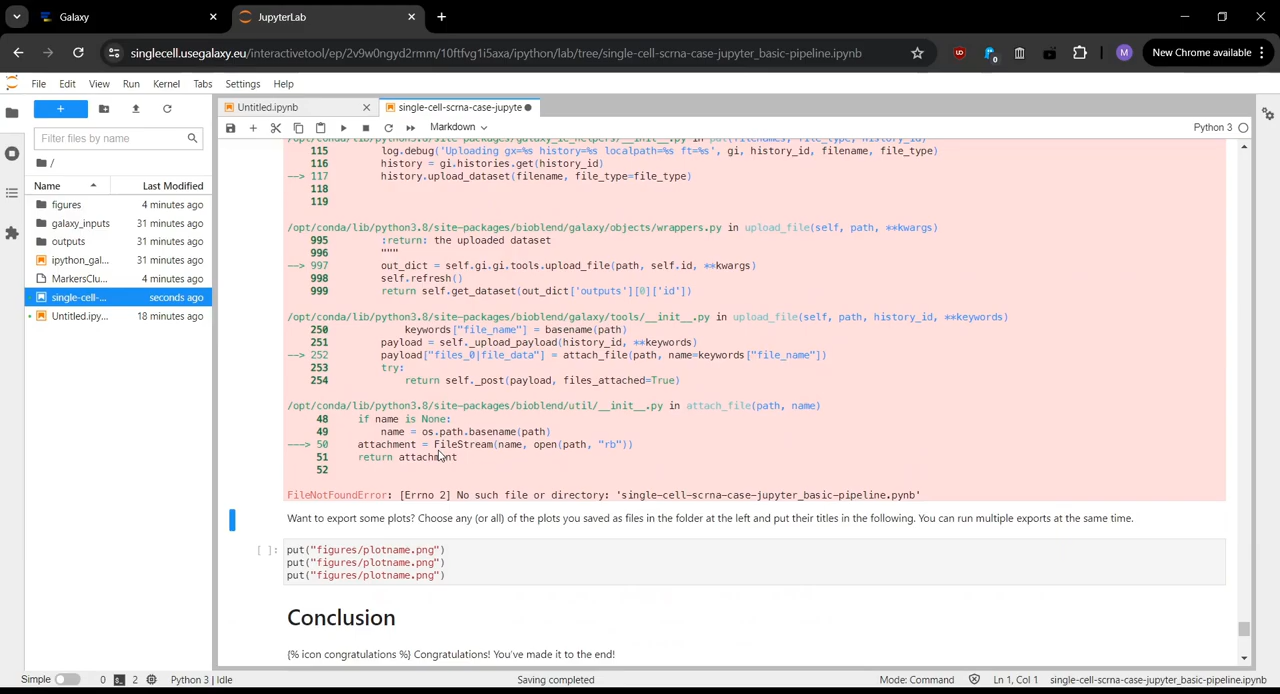 Galaxy
JupyterLab
singlecell.usegalaxy.eu/interactivetool/ep/2v9w0ngyd2rmm/10ftfvg1i5axa/ipython/lab/tree/single-cell-scrna-case-jupyter_basic-pipeline.ipynb
M
New Chrome available
File Edit View Run Kernel Tabs Settings Help
Untitled.ipynb
single-cell-scrna-case-jupyte
Markdown
Python 3
Filter files by name
/
Name Last Modified
figures 4 minutes ago
galaxy_inputs 31 minutes ago
outputs 31 minutes ago
ipython_gal... 31 minutes ago
MarkersClu... 4 minutes ago
single-cell-... seconds ago
Untitled.ipy... 18 minutes ago
/opt/conda/lib/python3.8/site-packages/galaxy_ie_helpers/__init__.py in put(filenames, file_type, history_id)
115 log.debug('Uploading gx=%s history=%s localpath=%s ft=%s', gi, history_id, filename, file_type)
116 history = gi.histories.get(history_id)
--> 117 history.upload_dataset(filename, file_type=file_type)
118
119
/opt/conda/lib/python3.8/site-packages/bioblend/galaxy/objects/wrappers.py in upload_file(self, path, **kwargs)
995 :return: the uploaded dataset
996 """
--> 997 out_dict = self.gi.gi.tools.upload_file(path, self.id, **kwargs)
998 self.refresh()
999 return self.get_dataset(out_dict['outputs'][0]['id'])
/opt/conda/lib/python3.8/site-packages/bioblend/galaxy/tools/__init__.py in upload_file(self, path, history_id, **keywords)
250 keywords["file_name"] = basename(path)
251 payload = self._upload_payload(history_id, **keywords)
--> 252 payload["files_0|file_data"] = attach_file(path, name=keywords["file_name"])
253 try:
254 return self._post(payload, files_attached=True)
/opt/conda/lib/python3.8/site-packages/bioblend/util/__init__.py in attach_file(path, name)
48 if name is None:
49 name = os.path.basename(path)
---> 50 attachment = FileStream(name, open(path, "rb"))
51 return attachment
52
FileNotFoundError: [Errno 2] No such file or directory: 'single-cell-scrna-case-jupyter_basic-pipeline.pynb'
Want to export some plots? Choose any (or all) of the plots you saved as files in the folder at the left and put their titles in the following. You can run multiple exports at the same time.
[ ]: put("figures/plotname.png")
put("figures/plotname.png")
put("figures/plotname.png")
Conclusion
{% icon congratulations %} Congratulations! You've made it to the end!
Simple 0 2 Python 3 | Idle Saving completed Mode: Command Ln 1, Col 1 single-cell-scrna-case-jupyter_basic-pipeline.ipynb